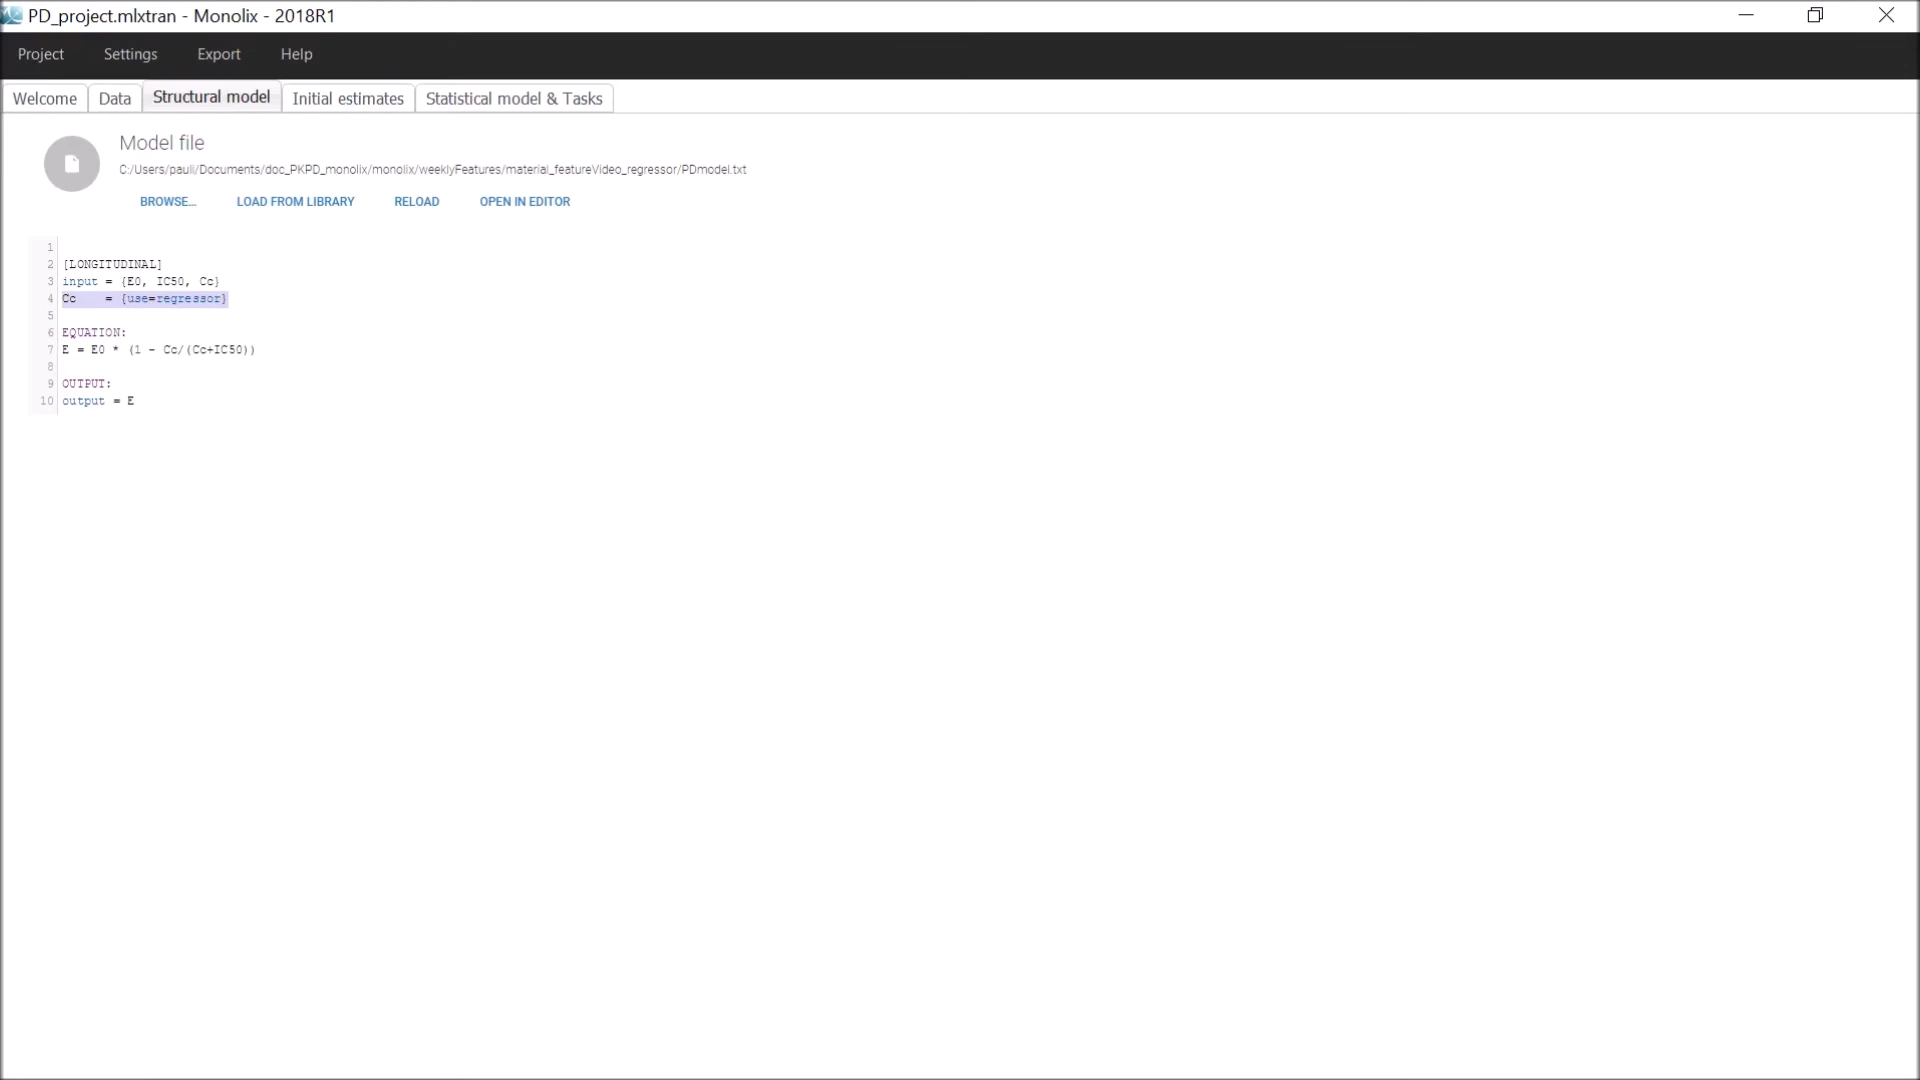 PD_project.mlxtran - Monolix - 2018R1
Project Settings Export Help
Welcome Data Structural model Initial estimates Statistical model & Tasks
Model file
C:/Users/pauli/Documents/doc_PKPD_monolix/monolix/weeklyFeatures/material_featureVideo_regressor/PDmodel.txt
BROWSE... LOAD FROM LIBRARY RELOAD OPEN IN EDITOR
1
2 [LONGITUDINAL]
3 input = {E0, IC50, Cc}
4 Cc = {use=regressor}
5
6 EQUATION:
7 E = E0 * (1 - Cc/(Cc+IC50))
8
9 OUTPUT:
10 output = E